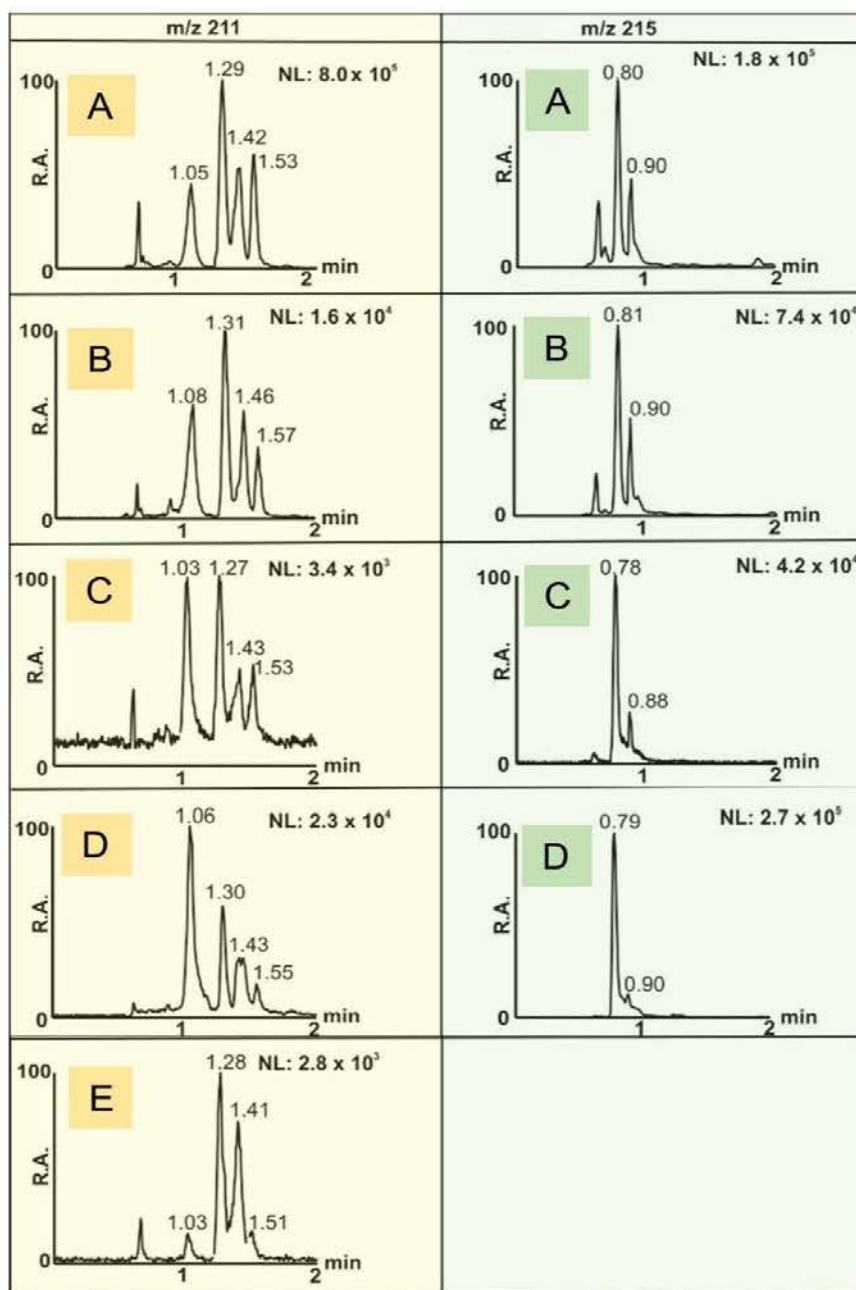 m/z 211
m/z 215
A
NL: 8.0 x 10⁵
R.A.
100
0
1.05
1.29
1.42
1.53
1
2
min
A
NL: 1.8 x 10⁵
R.A.
100
0
0.80
0.90
1
2
min
B
NL: 1.6 x 10⁴
R.A.
100
0
1.08
1.31
1.46
1.57
1
2
min
B
NL: 7.4 x 10⁴
R.A.
100
0
0.81
0.90
1
2
min
C
NL: 3.4 x 10³
R.A.
100
0
1.03
1.27
1.43
1.53
1
2
min
C
NL: 4.2 x 10⁴
R.A.
100
0
0.78
0.88
1
2
min
D
NL: 2.3 x 10⁴
R.A.
100
0
1.06
1.30
1.43
1.55
1
2
min
D
NL: 2.7 x 10⁵
R.A.
100
0
0.79
0.90
1
2
min
E
NL: 2.8 x 10³
R.A.
100
0
1.03
1.28
1.41
1.51
1
2
min